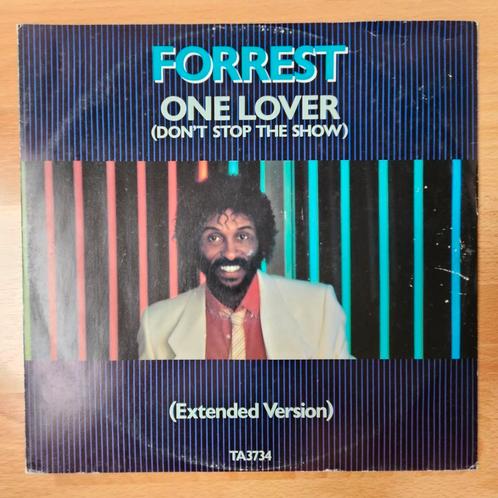 FORREST
ONE LOVER
(DON'T STOP THE SHOW)
(Extended Version)
TA3734